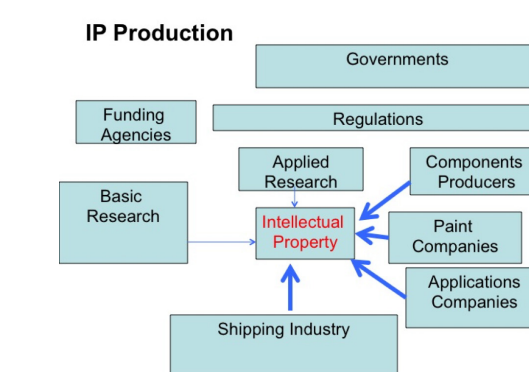 IP Production
Governments
Funding
Agencies
Regulations
Applied
Research
Components
Producers
Basic
Research
Intellectual
Property
Paint
Companies
Applications
Companies
Shipping Industry